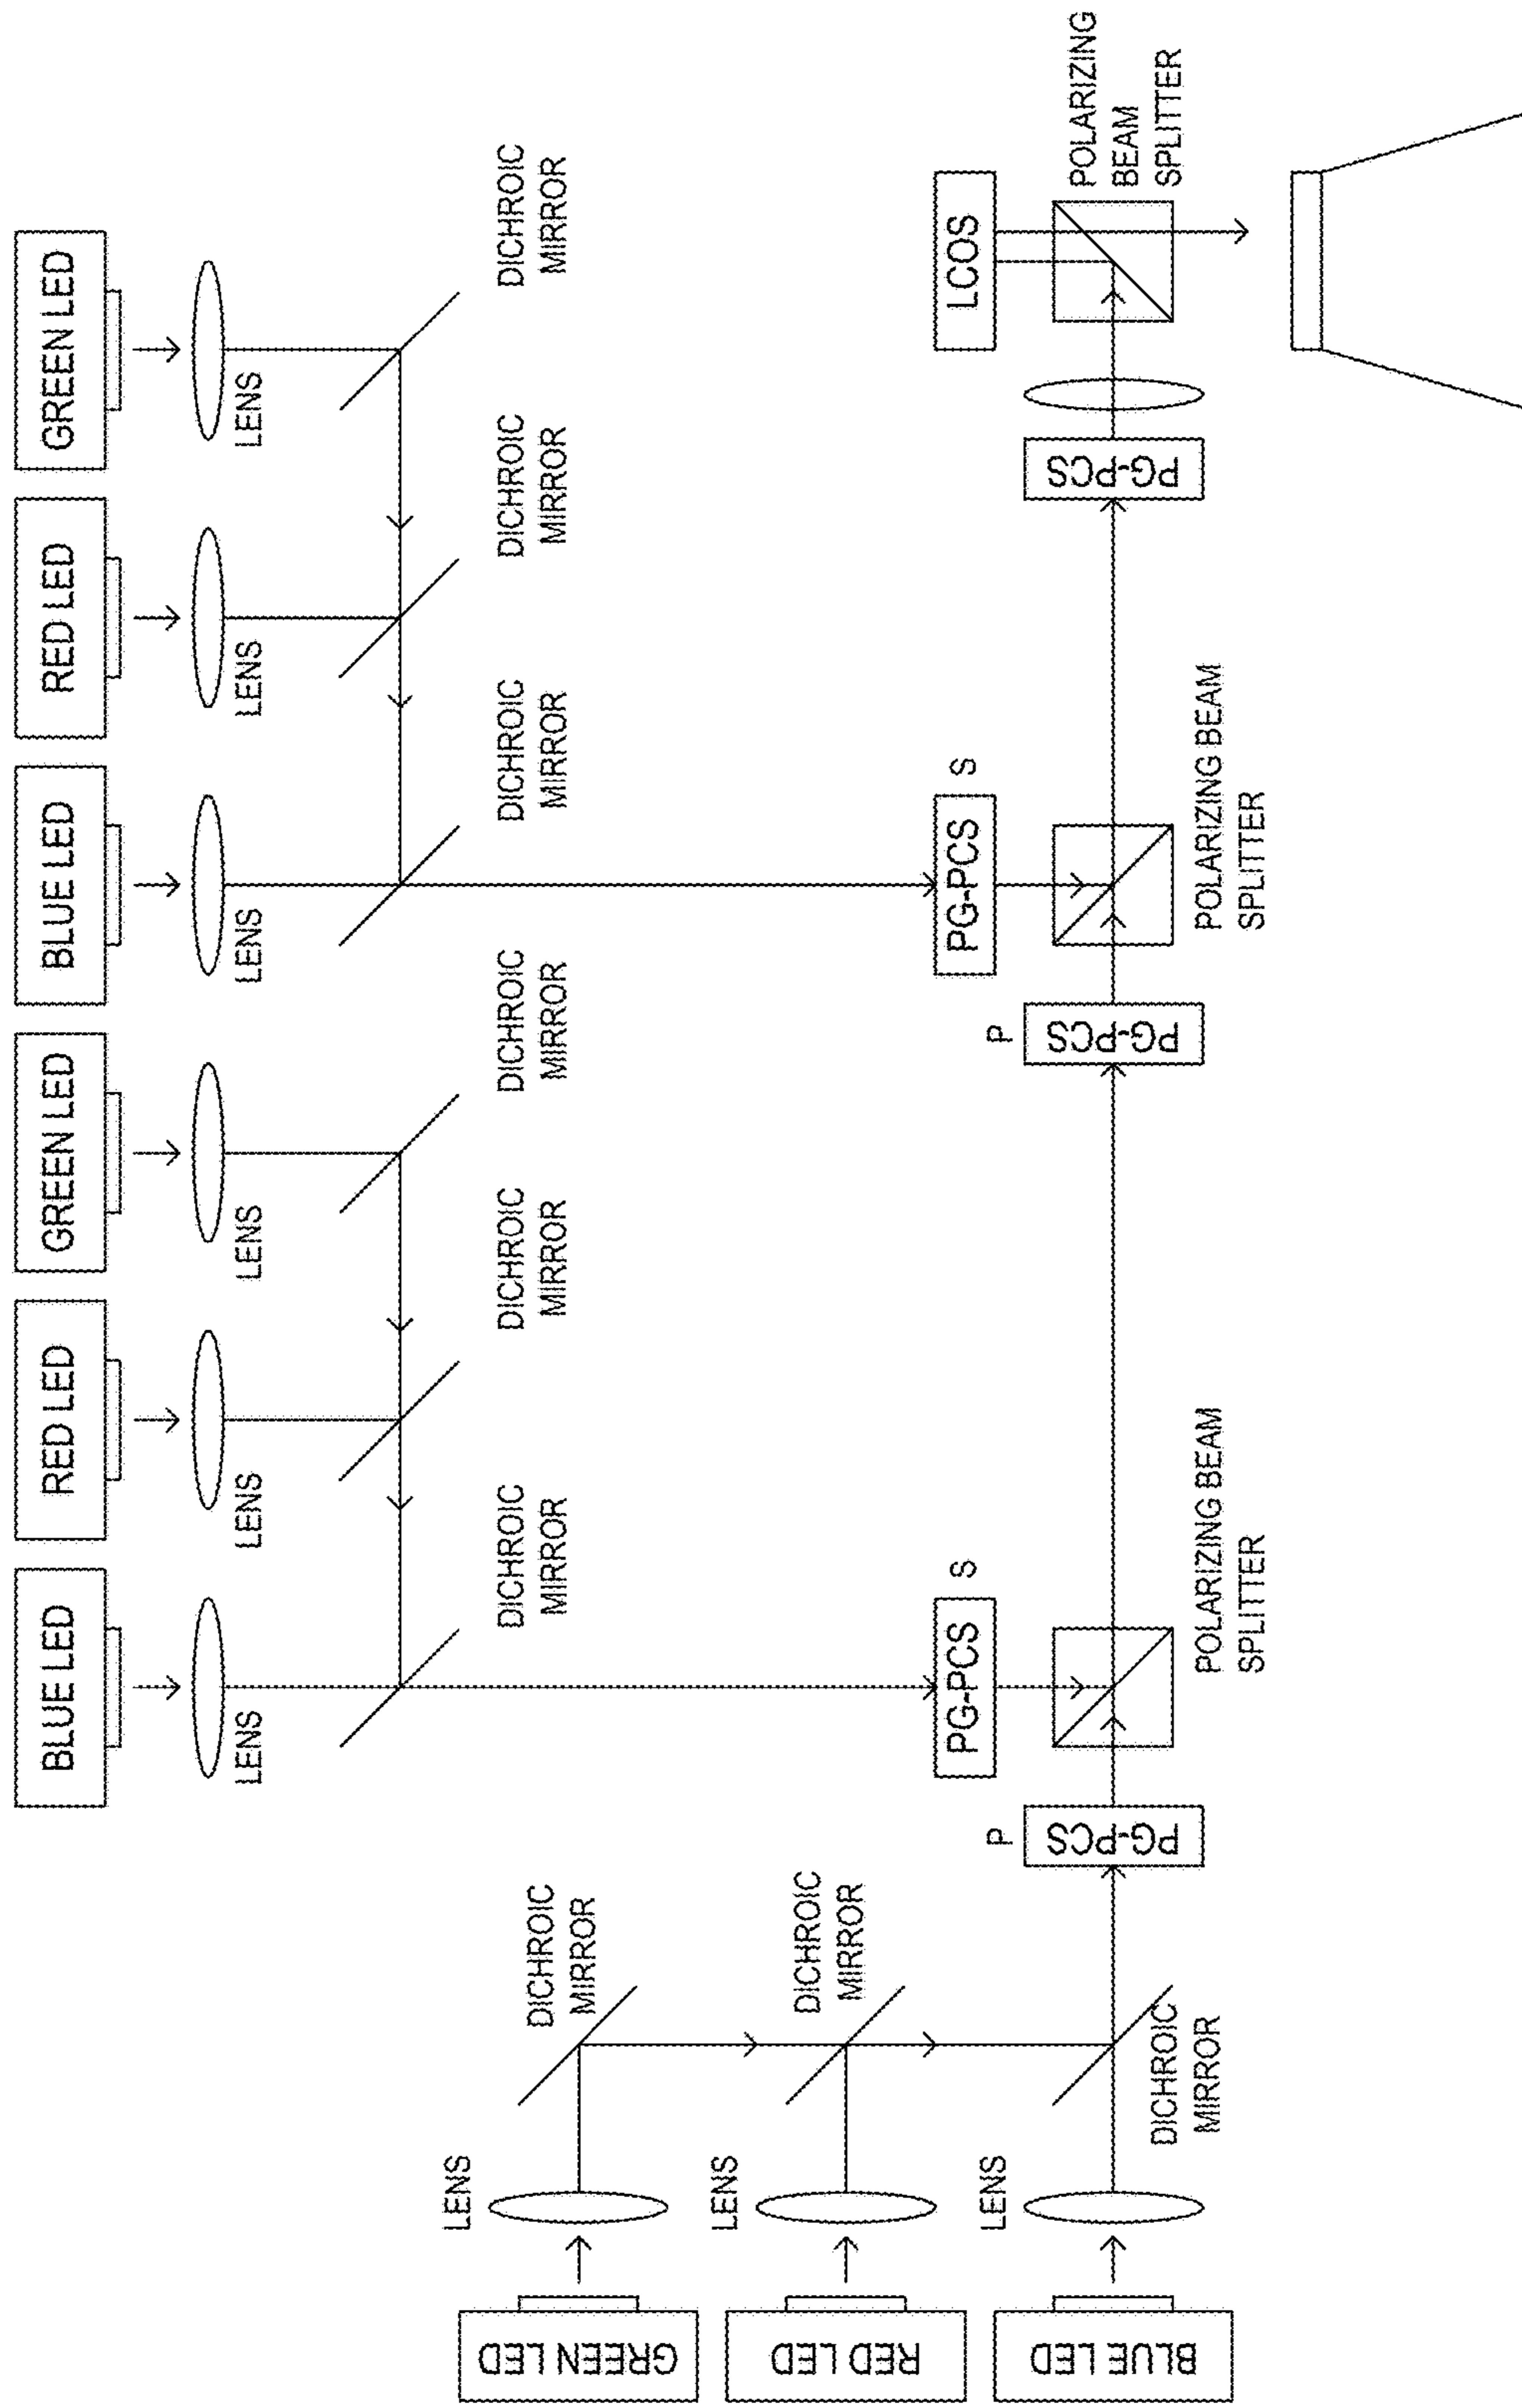 GREEN LED
RED LED
BLUE LED
GREEN LED
RED LED
BLUE LED
LENS
LENS
LENS
LENS
LENS
LENS
DICHROIC
MIRROR
DICHROIC
MIRROR
DICHROIC
MIRROR
DICHROIC
MIRROR
DICHROIC
MIRROR
DICHROIC
MIRROR
GREEN LED
LENS
DICHROIC
MIRROR
RED LED
LENS
DICHROIC
MIRROR
BLUE LED
LENS
DICHROIC
MIRROR
P
PG-PCS
PG-PCS
S
POLARIZING BEAM
SPLITTER
P
PG-PCS
PG-PCS
S
POLARIZING BEAM
SPLITTER
PG-PCS
LCOS
POLARIZING
BEAM
SPLITTER